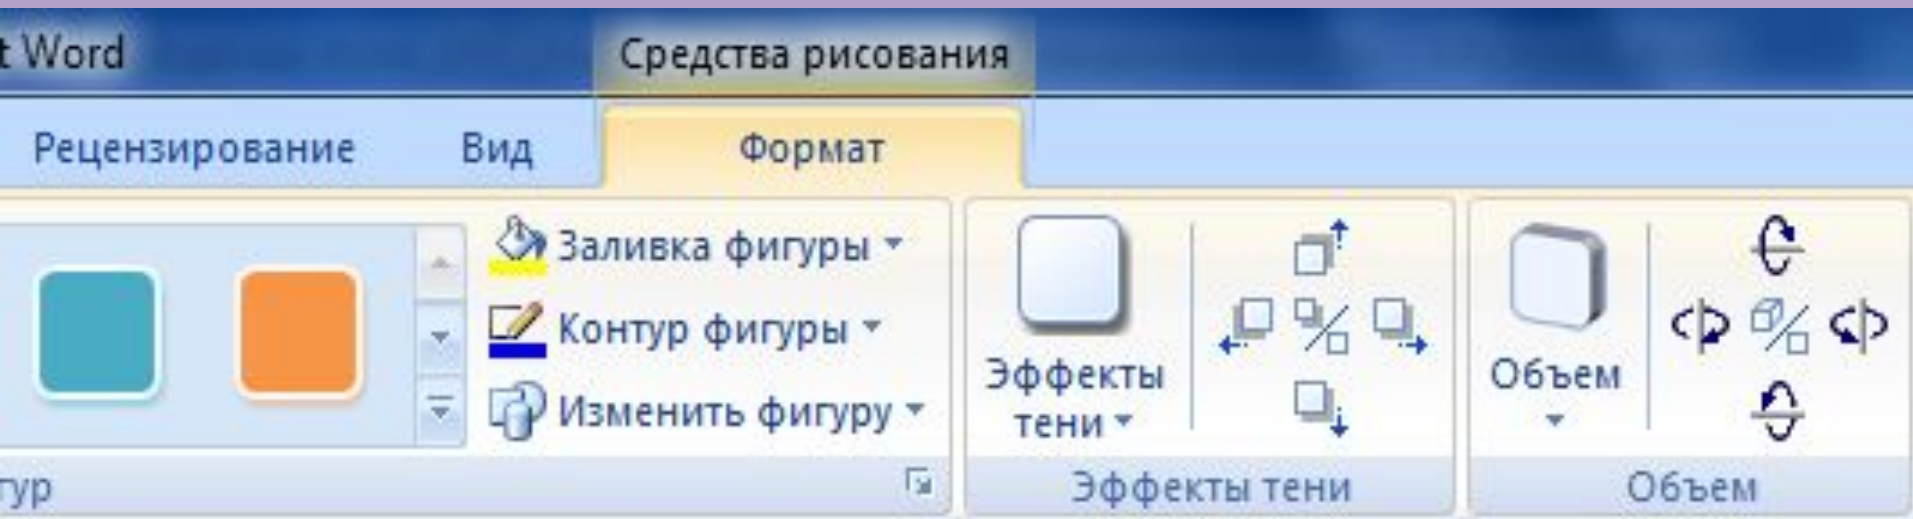 t Word
Средства рисования
Рецензирование Вид Формат
Заливка фигуры
Контур фигуры
Изменить фигуру
Эффекты
тени
Объем
гур
Эффекты тени
Объем